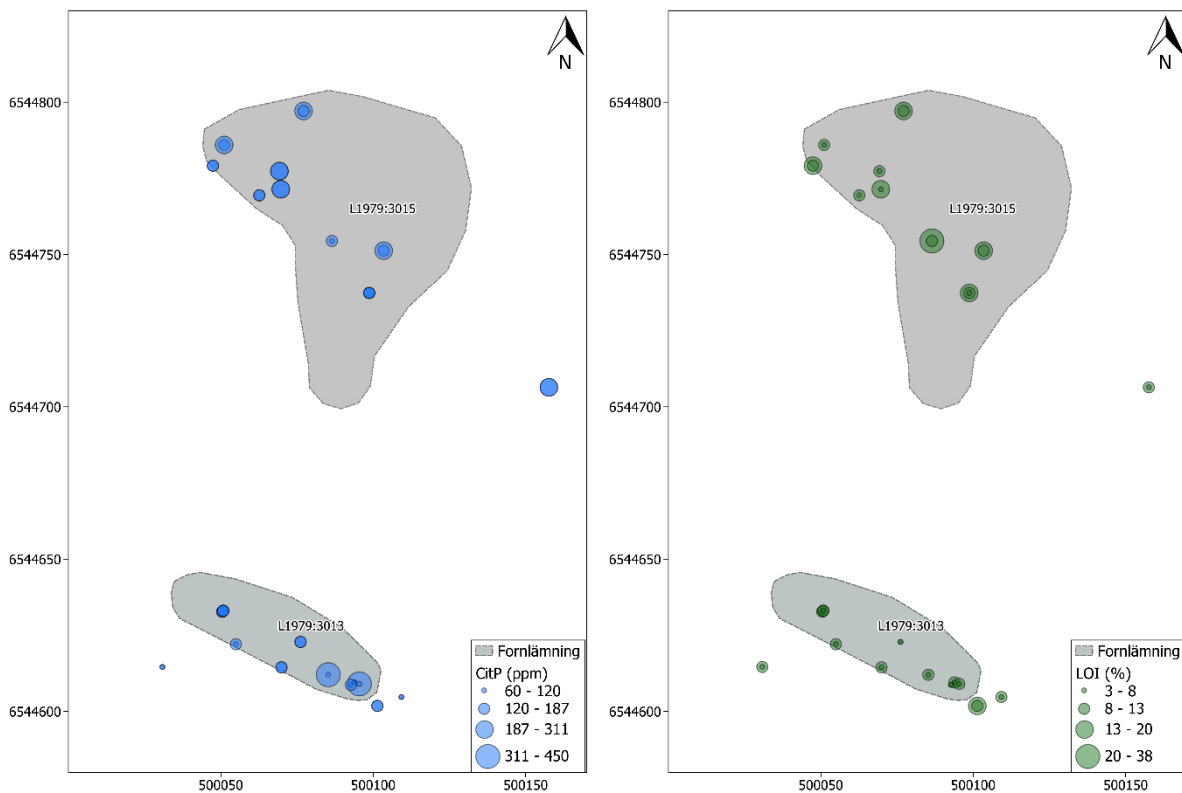 N
6544800
L1979:3015
6544750
6544700
6544650
L1979:3013
6544600
Fornlämning
CitP (ppm)
60 - 120
120 - 187
187 - 311
311 - 450
500050
500100
500150
N
6544800
L1979:3015
6544750
6544700
6544650
L1979:3013
6544600
Fornlämning
LOI (%)
3 - 8
8 - 13
13 - 20
20 - 38
500050
500100
500150